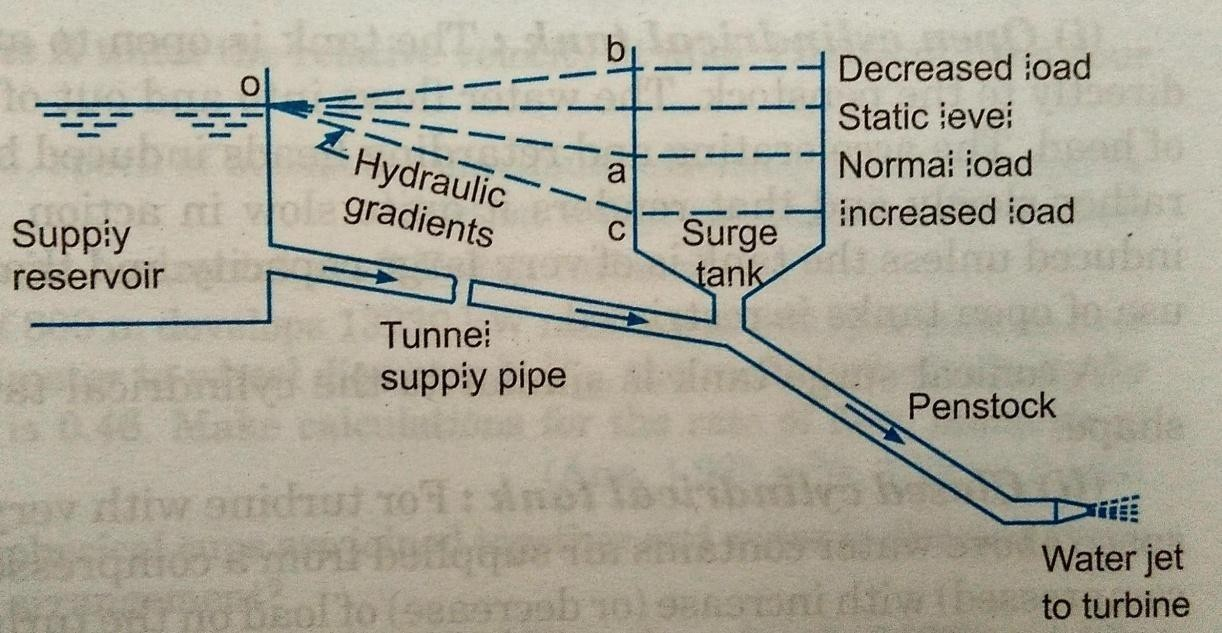 b
Decreased load
o
Static level
Normal load
a
Hydraulic
gradients
increased load
c
Surge
tank
Supply
reservoir
Tunnel
supply pipe
Penstock
Water jet
to turbine